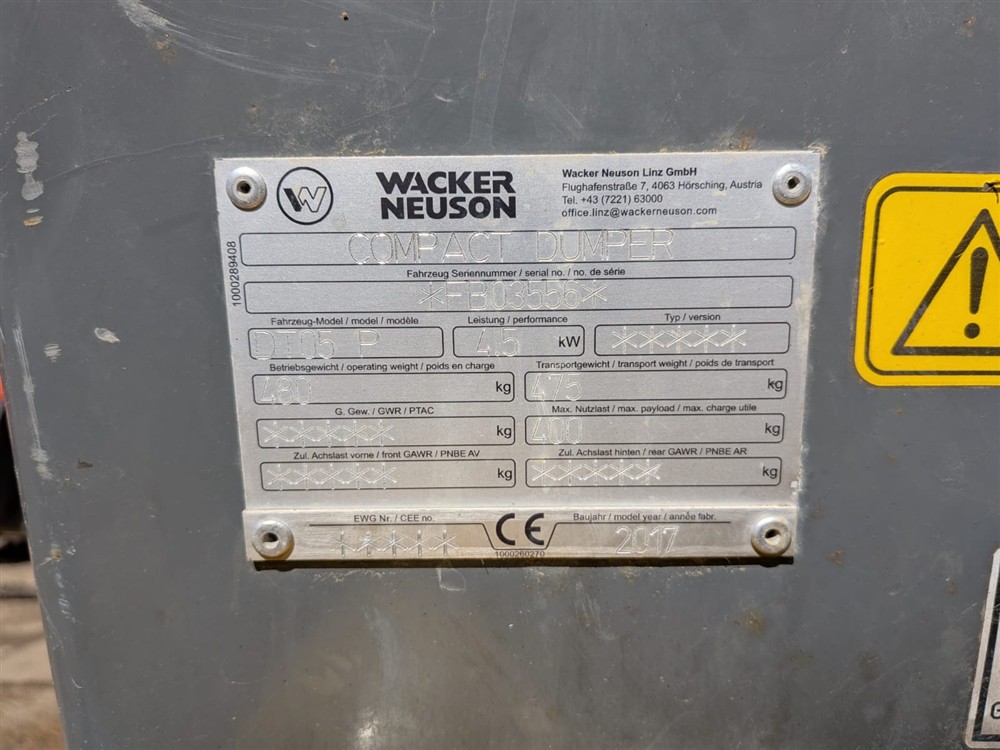 WACKER
NEUSON
Wacker Neuson Linz GmbH
Flughafenstraße 7, 4063 Hörsching, Austria
Tel. +43 (7221) 63000
office.linz@wackerneuson.com
1000289408
COMPACT DUMPER
Fahrzeug Seriennummer / serial no. / no. de série
*FB03556*
Fahrzeug-Model / model / modèle
DT05 P
Leistung / performance
4.5 kW
Typ / version
*****
Betriebsgewicht / operating weight / poids en charge
480 kg
Transportgewicht / transport weight / poids de transport
475 kg
G. Gew. / GWR / PTAC
***** kg
Max. Nutzlast / max. payload / max. charge utile
400 kg
Zul. Achslast vorne / front GAWR / PNBE AV
***** kg
Zul. Achslast hinten / rear GAWR / PNBE AR
***** kg
EWG Nr. / CEE no.
*****
CE
1000260270
Baujahr / model year / année fabr.
2017